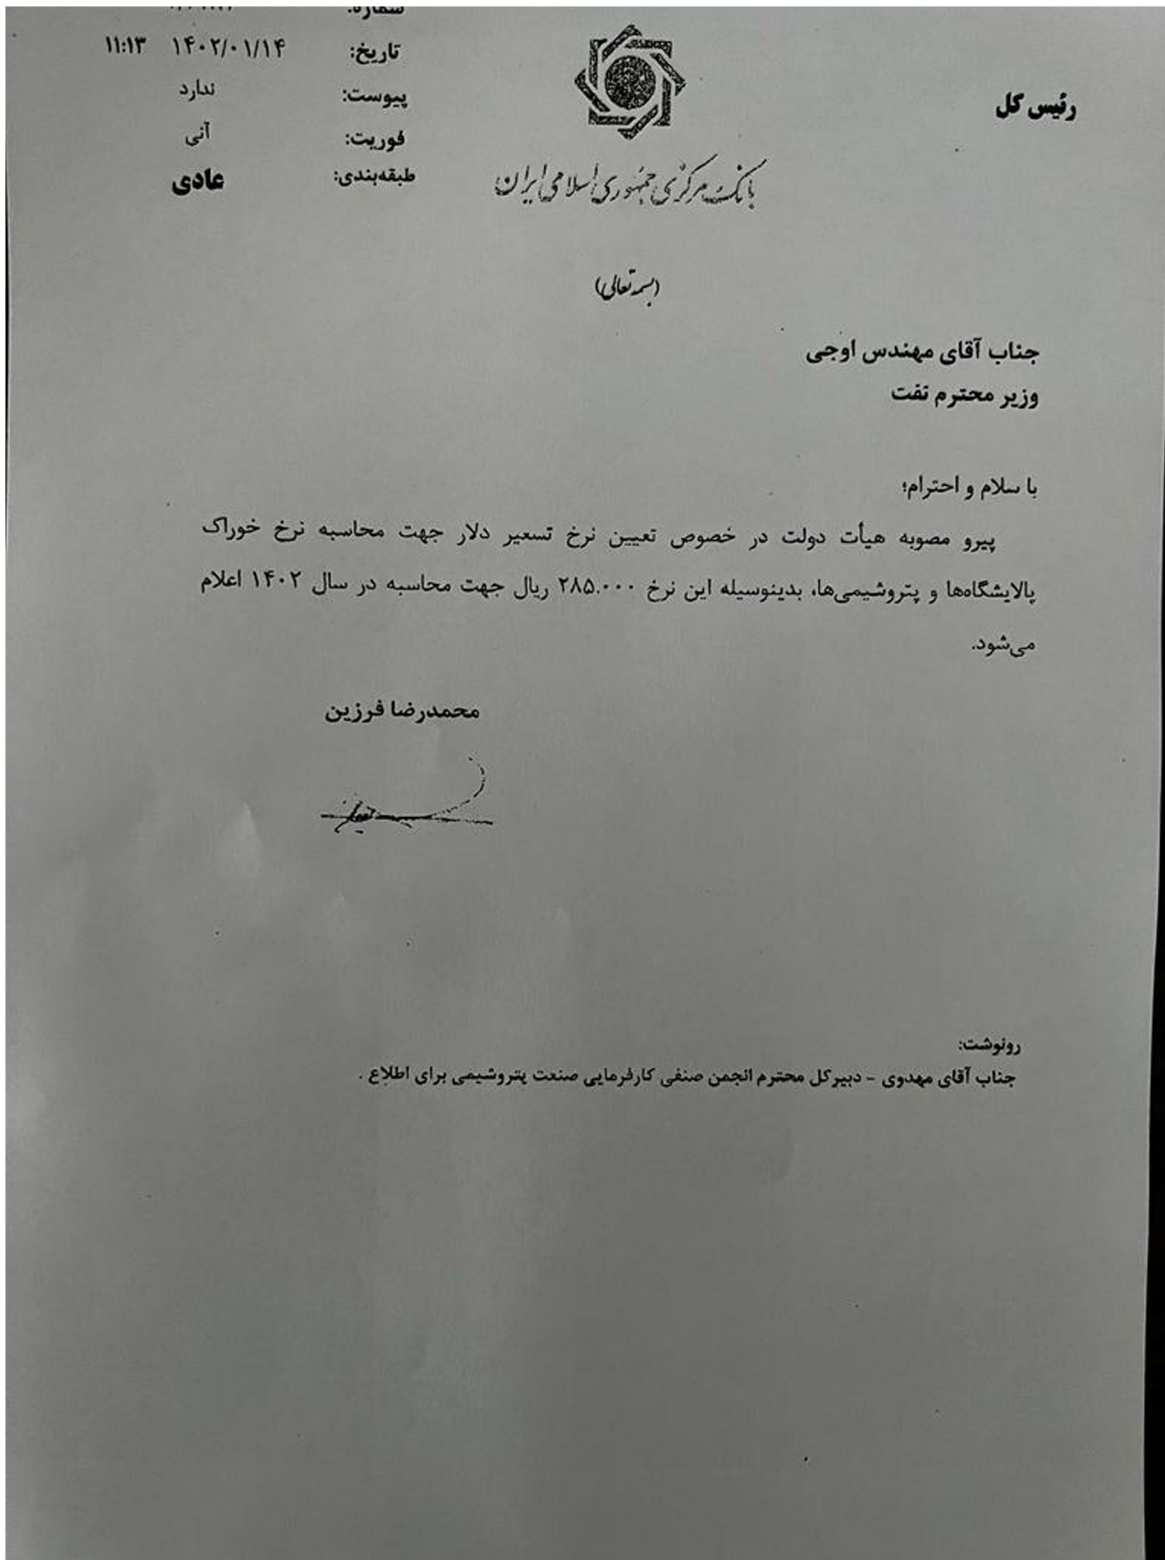 شماره:
تاریخ: ۱۴۰۲/۰۱/۱۴ ۱۱:۱۳
پیوست: ندارد
فوریت: آنی
طبقه‌بندی: عادی
رئیس کل
بانک مرکزی جمهوری اسلامی ایران
(بسمه تعالی)
جناب آقای مهندس اوجی
وزیر محترم نفت
با سلام و احترام؛
پیرو مصوبه هیأت دولت در خصوص تعیین نرخ تسعیر دلار جهت محاسبه نرخ خوراک
پالایشگاه‌ها و پتروشیمی‌ها، بدینوسیله این نرخ ۲۸۵.۰۰۰ ریال جهت محاسبه در سال ۱۴۰۲ اعلام
می‌شود.
محمدرضا فرزین
رونوشت:
جناب آقای مهدوی - دبیرکل محترم انجمن صنفی کارفرمایی صنعت پتروشیمی برای اطلاع .